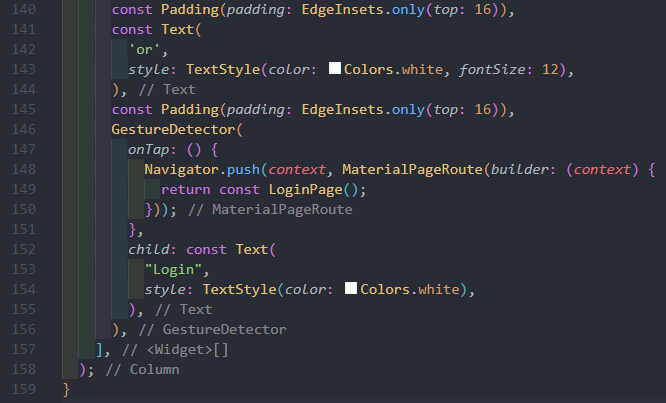 140 const Padding(padding: EdgeInsets.only(top: 16)),
141 const Text(
142 'or',
143 style: TextStyle(color: Colors.white, fontSize: 12),
144 ), // Text
145 const Padding(padding: EdgeInsets.only(top: 16)),
146 GestureDetector(
147 onTap: () {
148 Navigator.push(context, MaterialPageRoute(builder: (context) {
149 return const LoginPage();
150 })); // MaterialPageRoute
151 },
152 child: const Text(
153 "Login",
154 style: TextStyle(color: Colors.white),
155 ), // Text
156 ), // GestureDetector
157 ], // <Widget>[]
158 ); // Column
159 }